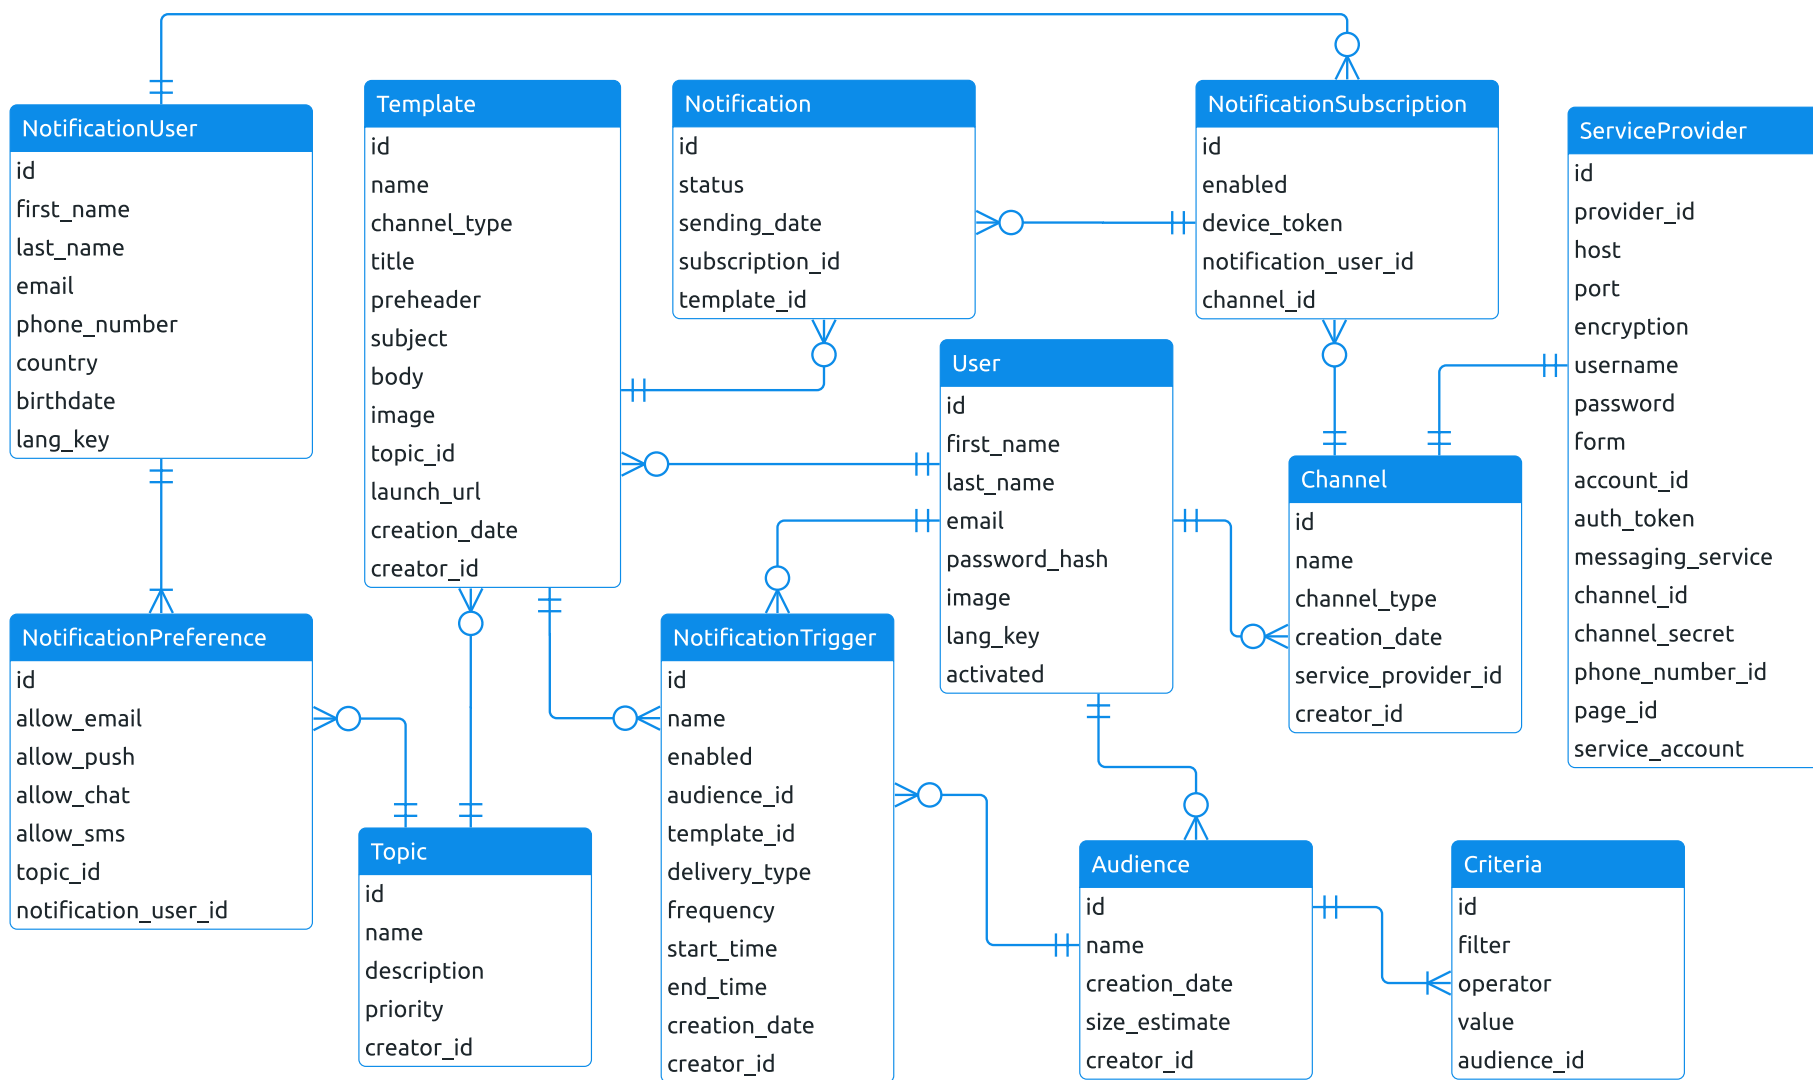 NotificationUser
id
first_name
last_name
email
phone_number
country
birthdate
lang_key
Template
id
name
channel_type
title
preheader
subject
body
image
topic_id
launch_url
creation_date
creator_id
Notification
id
status
sending_date
subscription_id
template_id
NotificationSubscription
id
enabled
device_token
notification_user_id
channel_id
ServiceProvider
id
provider_id
host
port
encryption
username
password
form
account_id
auth_token
messaging_service
channel_id
channel_secret
phone_number_id
page_id
service_account
User
id
first_name
last_name
email
password_hash
image
lang_key
activated
Channel
id
name
channel_type
creation_date
service_provider_id
creator_id
NotificationPreference
id
allow_email
allow_push
allow_chat
allow_sms
topic_id
notification_user_id
Topic
id
name
description
priority
creator_id
NotificationTrigger
id
name
enabled
audience_id
template_id
delivery_type
frequency
start_time
end_time
creation_date
creator_id
Audience
id
name
creation_date
size_estimate
creator_id
Criteria
id
filter
operator
value
audience_id